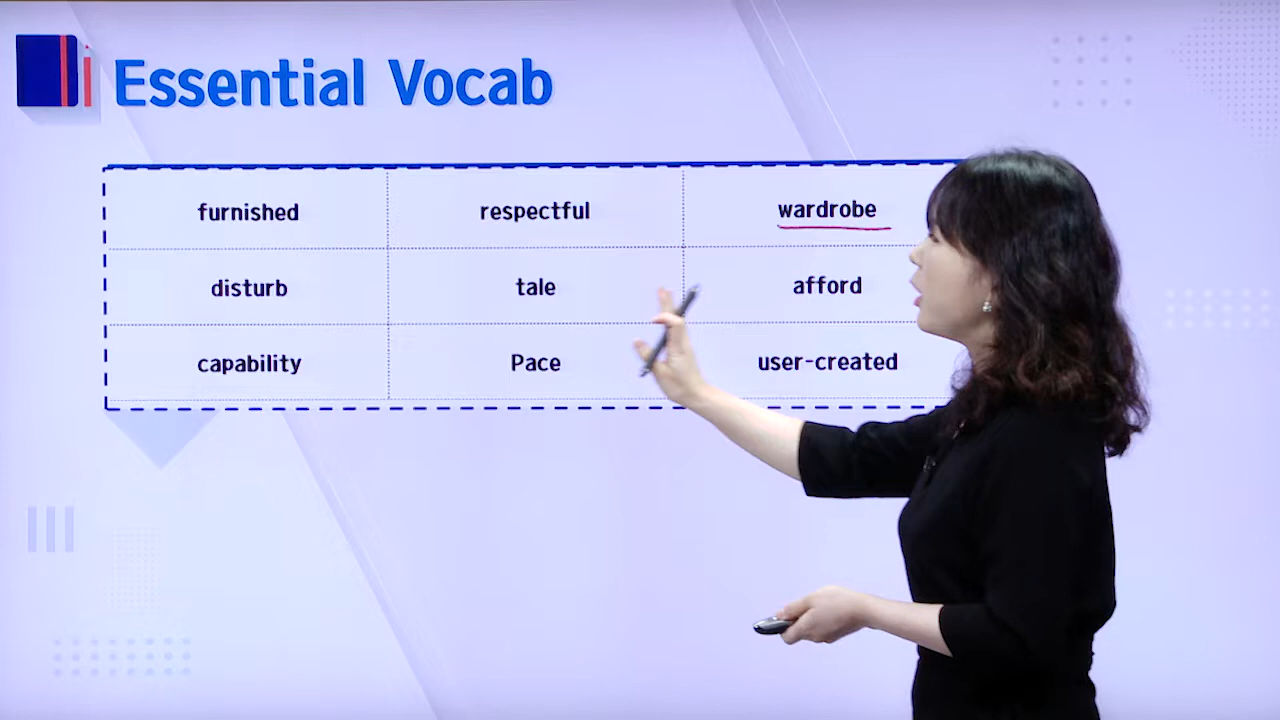 Essential Vocab
furnished respectful wardrobe
disturb tale afford
capability Pace user-created